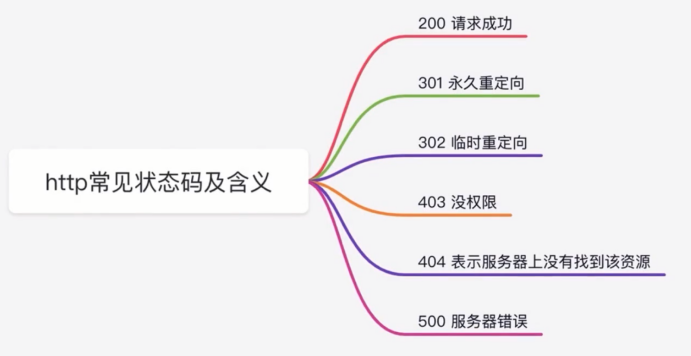 http常见状态码及含义
200 请求成功
301 永久重定向
302 临时重定向
403 没权限
404 表示服务器上没有找到该资源
500 服务器错误